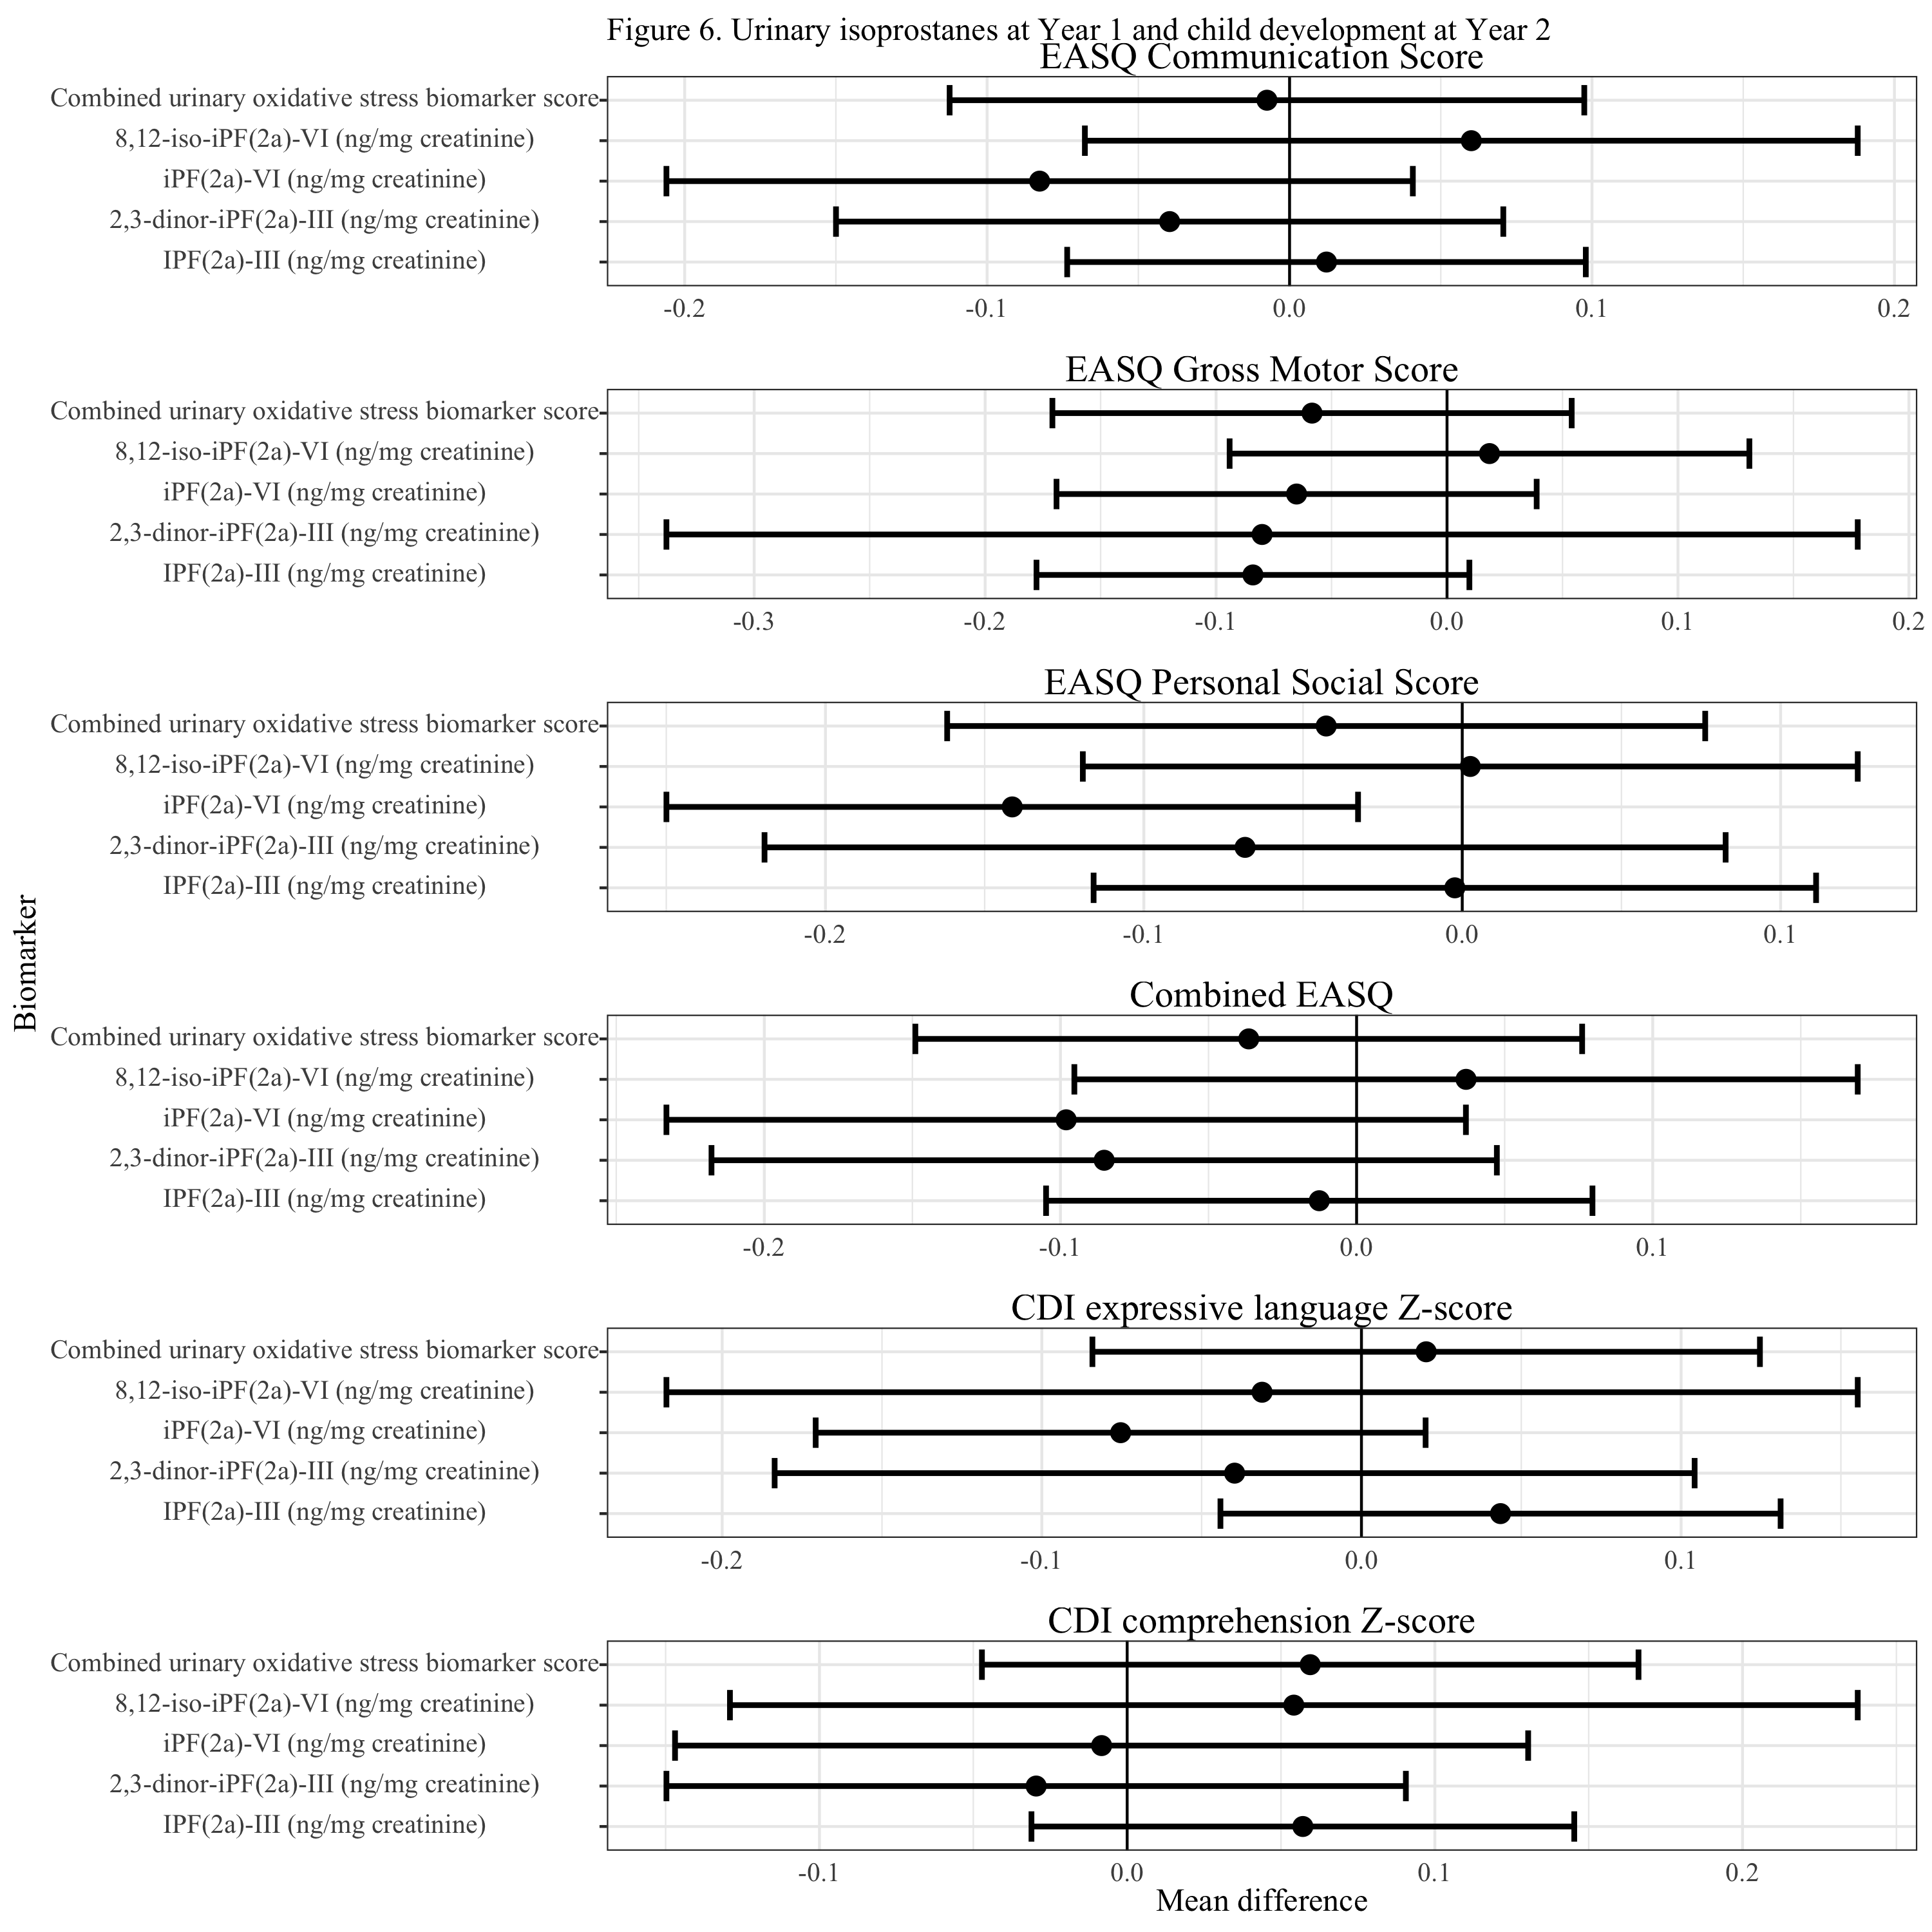 Figure 6. Urinary isoprostanes at Year 1 and child development at Year 2
EASQ Communication Score
Combined urinary oxidative stress biomarker score
8,12-iso-iPF(2a)-VI (ng/mg creatinine)
iPF(2a)-VI (ng/mg creatinine)
2,3-dinor-iPF(2a)-III (ng/mg creatinine)
IPF(2a)-III (ng/mg creatinine)
-0.2 -0.1 0.0 0.1 0.2
EASQ Gross Motor Score
Combined urinary oxidative stress biomarker score
8,12-iso-iPF(2a)-VI (ng/mg creatinine)
iPF(2a)-VI (ng/mg creatinine)
2,3-dinor-iPF(2a)-III (ng/mg creatinine)
IPF(2a)-III (ng/mg creatinine)
-0.3 -0.2 -0.1 0.0 0.1 0.2
EASQ Personal Social Score
Combined urinary oxidative stress biomarker score
8,12-iso-iPF(2a)-VI (ng/mg creatinine)
iPF(2a)-VI (ng/mg creatinine)
2,3-dinor-iPF(2a)-III (ng/mg creatinine)
IPF(2a)-III (ng/mg creatinine)
-0.2 -0.1 0.0 0.1
Biomarker
Combined EASQ
Combined urinary oxidative stress biomarker score
8,12-iso-iPF(2a)-VI (ng/mg creatinine)
iPF(2a)-VI (ng/mg creatinine)
2,3-dinor-iPF(2a)-III (ng/mg creatinine)
IPF(2a)-III (ng/mg creatinine)
-0.2 -0.1 0.0 0.1
CDI expressive language Z-score
Combined urinary oxidative stress biomarker score
8,12-iso-iPF(2a)-VI (ng/mg creatinine)
iPF(2a)-VI (ng/mg creatinine)
2,3-dinor-iPF(2a)-III (ng/mg creatinine)
IPF(2a)-III (ng/mg creatinine)
-0.2 -0.1 0.0 0.1
CDI comprehension Z-score
Combined urinary oxidative stress biomarker score
8,12-iso-iPF(2a)-VI (ng/mg creatinine)
iPF(2a)-VI (ng/mg creatinine)
2,3-dinor-iPF(2a)-III (ng/mg creatinine)
IPF(2a)-III (ng/mg creatinine)
-0.1 0.0 0.1 0.2
Mean difference